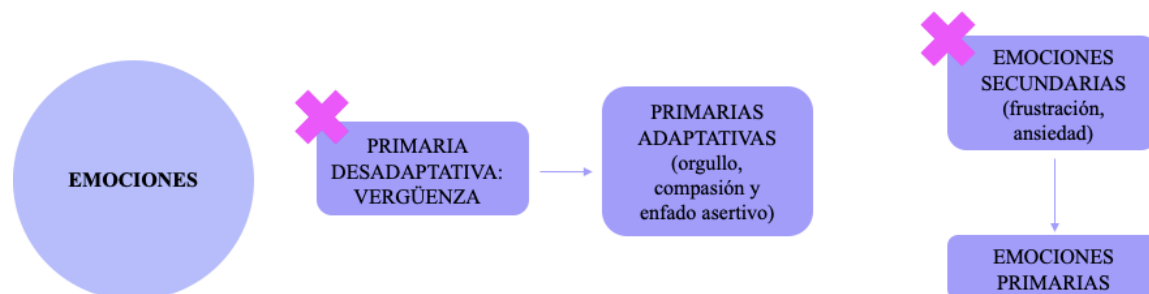 EMOCIONES
PRIMARIA
DESADAPTATIVA:
VERGÜENZA
PRIMARIAS
ADAPTATIVAS
(orgullo,
compasión y
enfado asertivo)
EMOCIONES
SECUNDARIAS
(frustración,
ansiedad)
EMOCIONES
PRIMARIAS